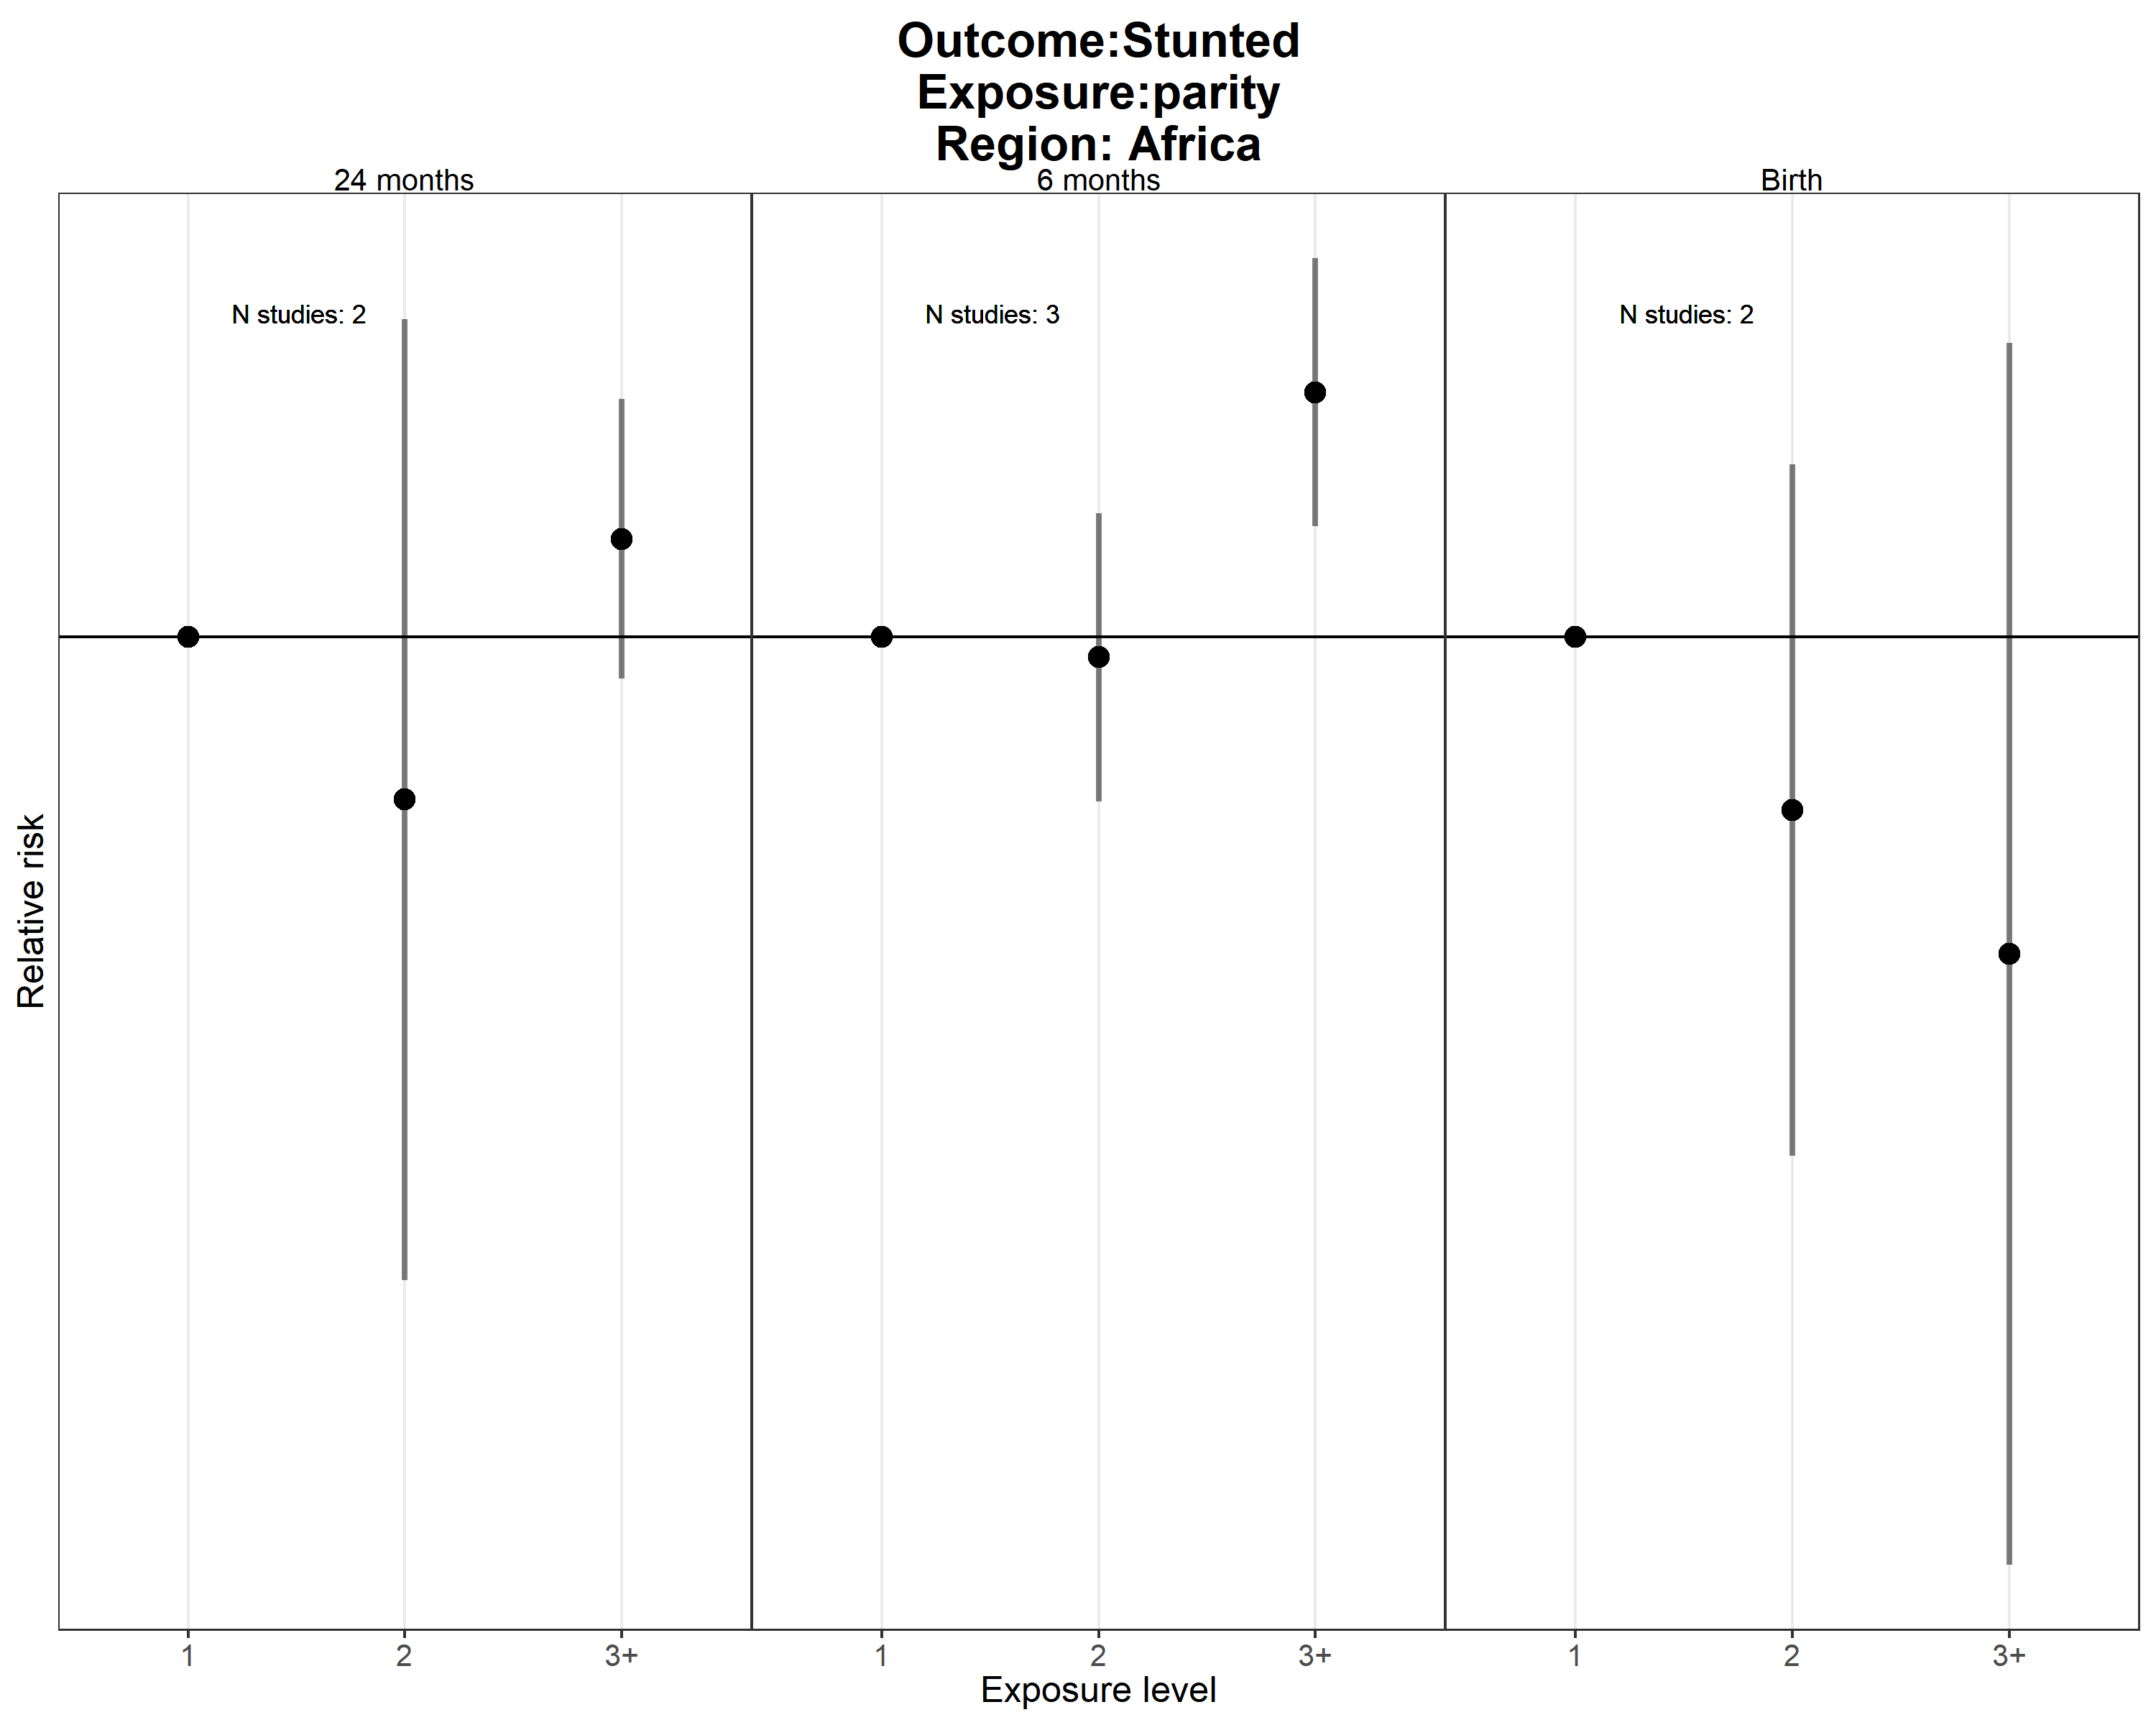 Outcome:Stunted
Exposure:parity
Region: Africa
24 months
6 months
Birth
N studies: 2
N studies: 3
N studies: 2
Relative risk
1
2
3+
1
2
3+
1
2
3+
Exposure level